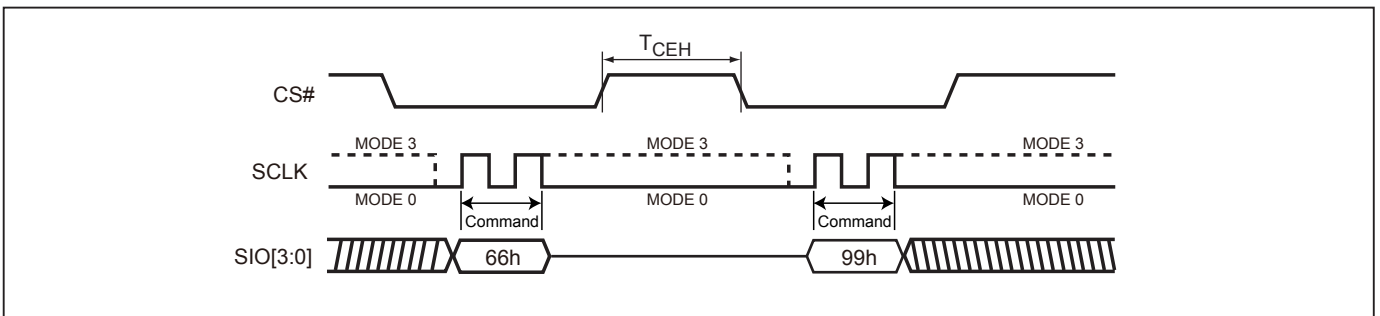 TCEH
CS#
MODE 3 MODE 3 MODE 3
SCLK
MODE 0 MODE 0 MODE 0
Command Command
SIO[3:0] 66h 99h